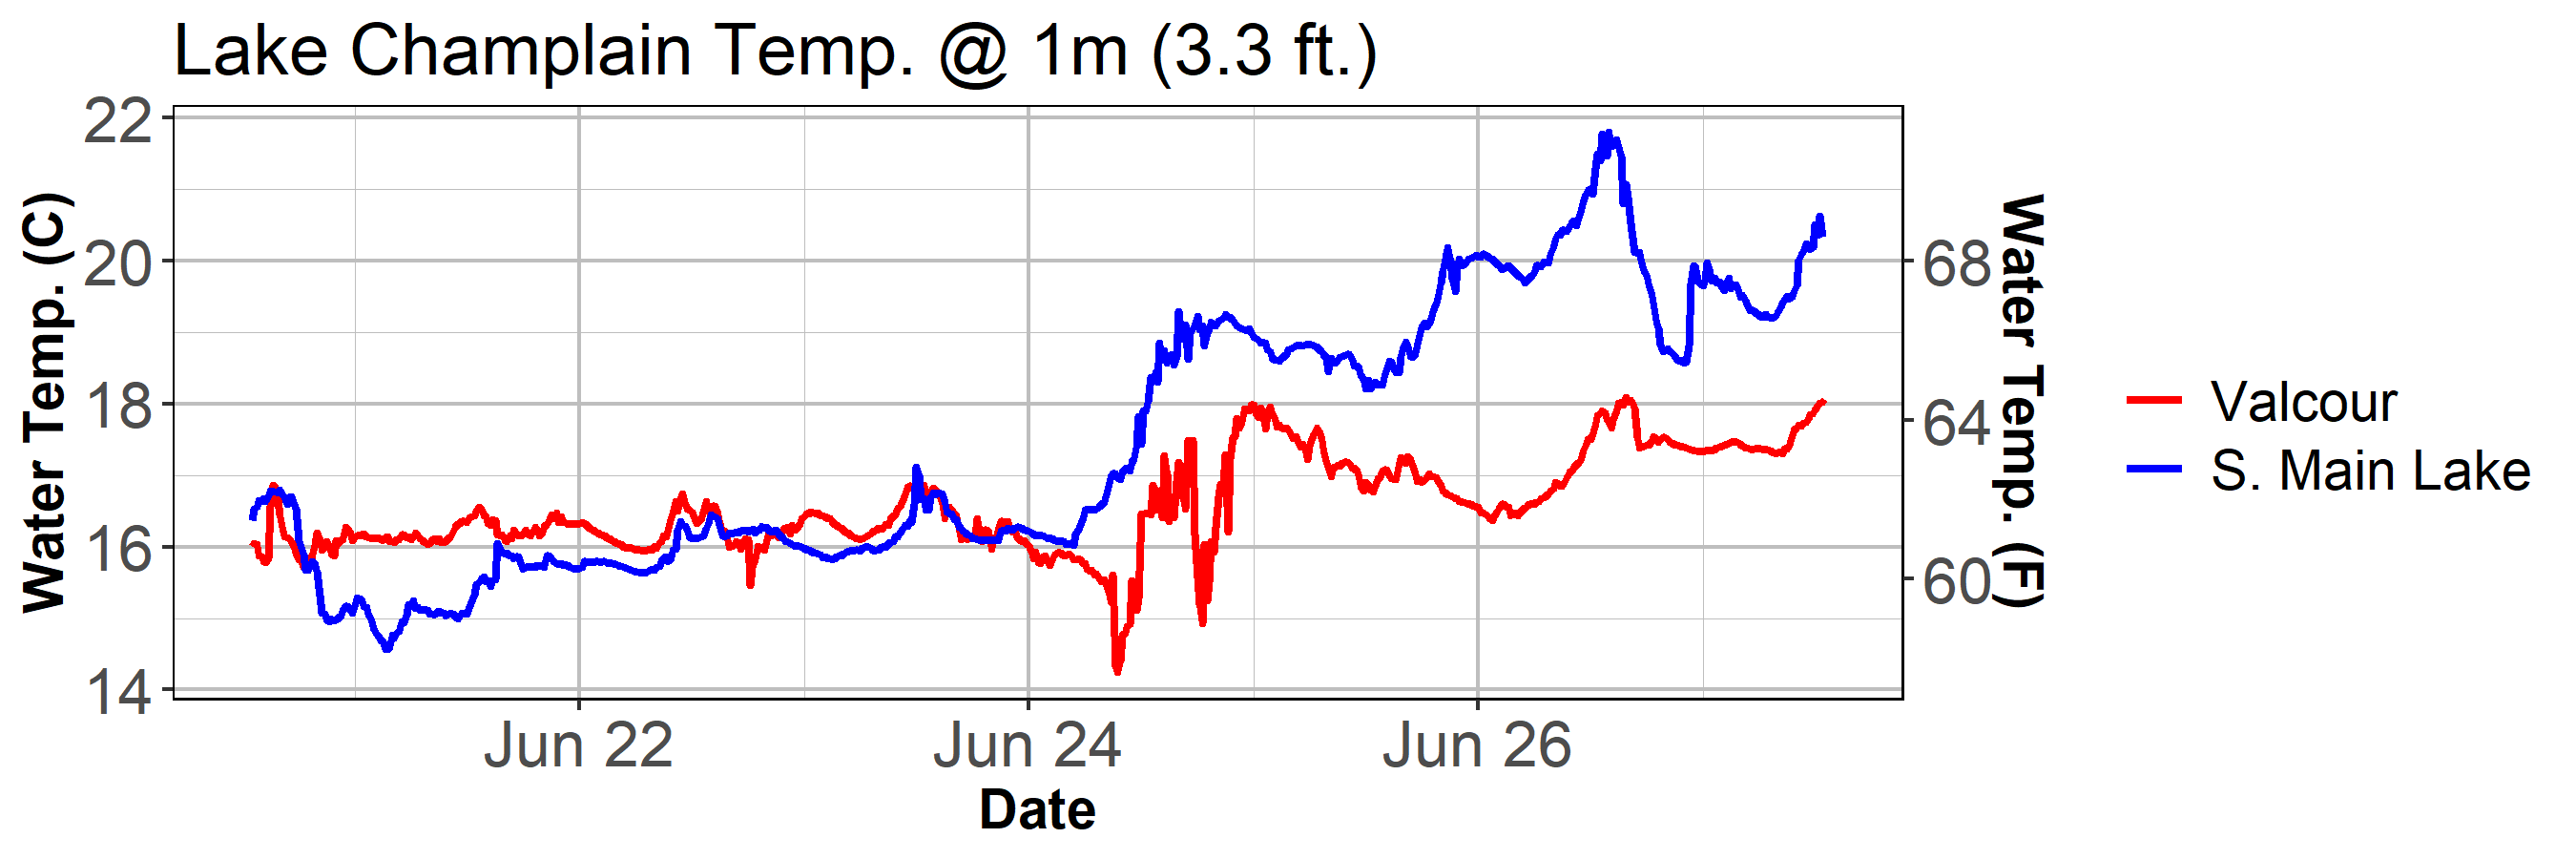 Lake Champlain Temp. @ 1m (3.3 ft.)
Water Temp. (C)
22
20
18
16
14
68
64
60
Water Temp. (F)
Jun 22
Jun 24
Jun 26
Date
Valcour
S. Main Lake